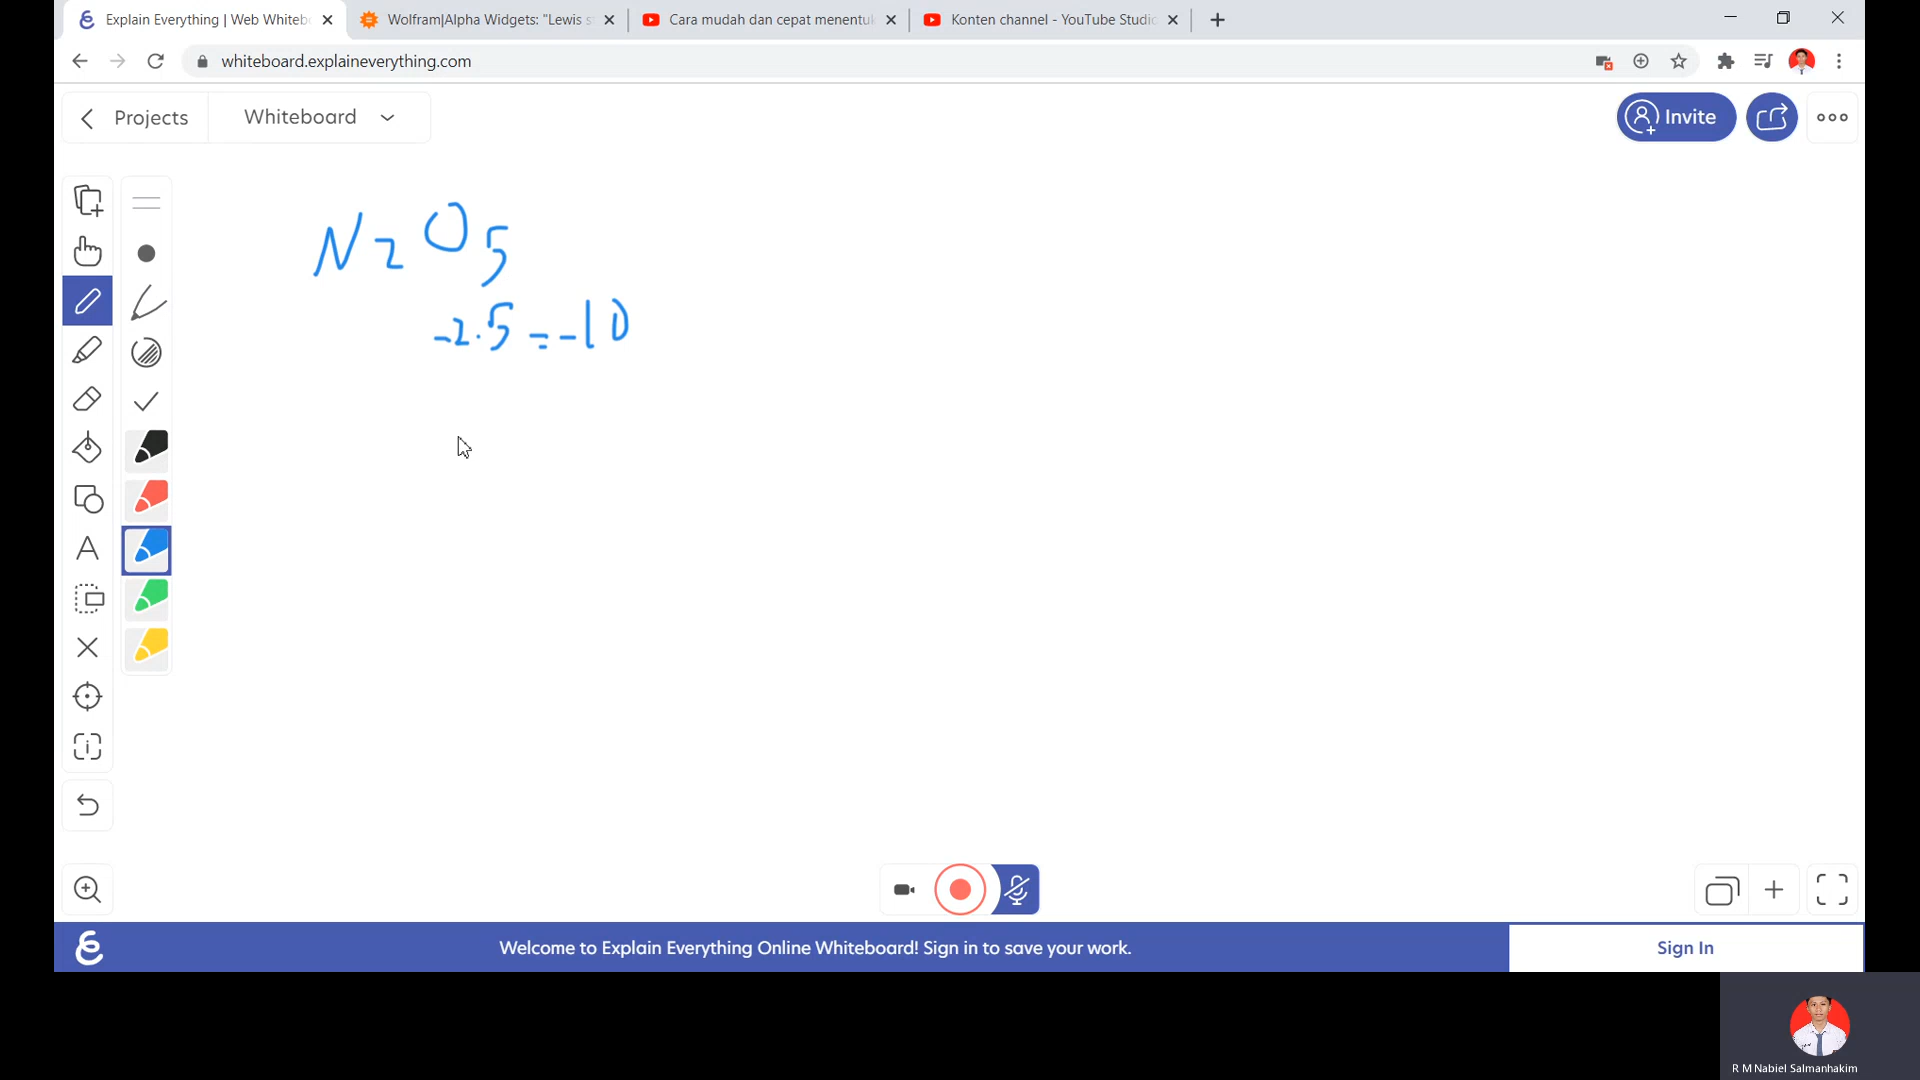 Explain Everything | Web Whitebo
Wolfram|Alpha Widgets: "Lewis s
Cara mudah dan cepat menentuk
Konten channel - YouTube Studio
whiteboard.explaineverything.com
Projects
Whiteboard
Invite
N2O5
-2.5=-10
A
Welcome to Explain Everything Online Whiteboard! Sign in to save your work.
Sign In
R M Nabiel Salmanhakim